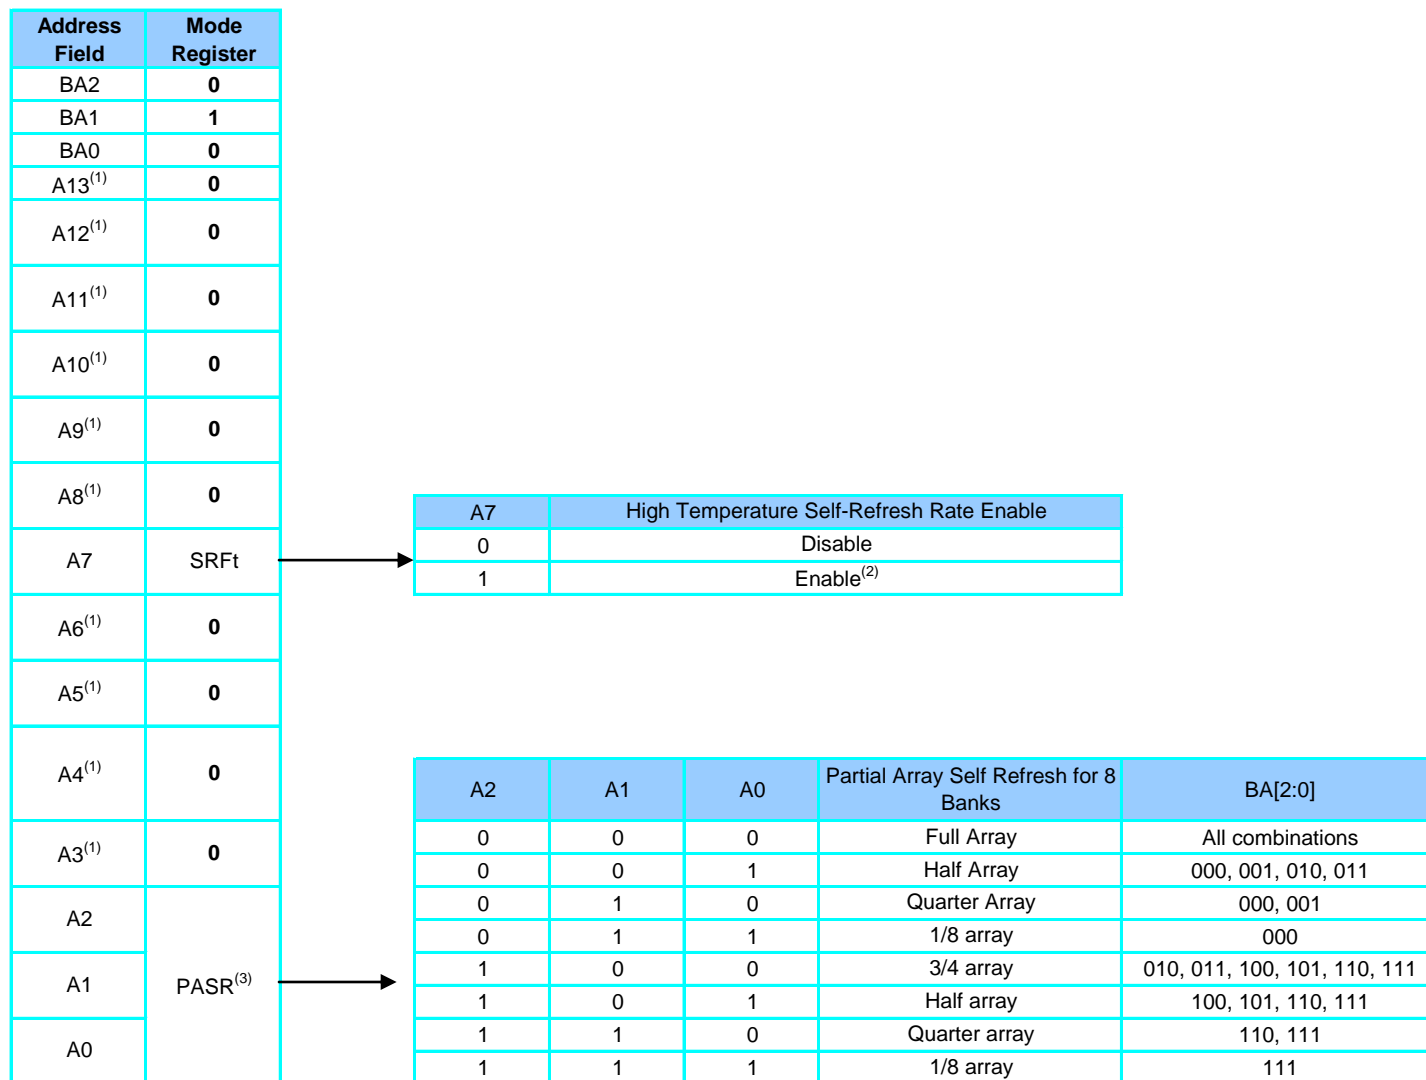 Address Field Mode Register
BA2 0
BA1 1
BA0 0
A13(1) 0
A12(1) 0
A11(1) 0
A10(1) 0
A9(1) 0
A8(1) 0
A7 SRFt
A6(1) 0
A5(1) 0
A4(1) 0
A3(1) 0
A2
A1 PASR(3)
A0
A7 High Temperature Self-Refresh Rate Enable
0 Disable
1 Enable(2)
A2 A1 A0 Partial Array Self Refresh for 8 Banks BA[2:0]
0 0 0 Full Array All combinations
0 0 1 Half Array 000, 001, 010, 011
0 1 0 Quarter Array 000, 001
0 1 1 1/8 array 000
1 0 0 3/4 array 010, 011, 100, 101, 110, 111
1 0 1 Half array 100, 101, 110, 111
1 1 0 Quarter array 110, 111
1 1 1 1/8 array 111